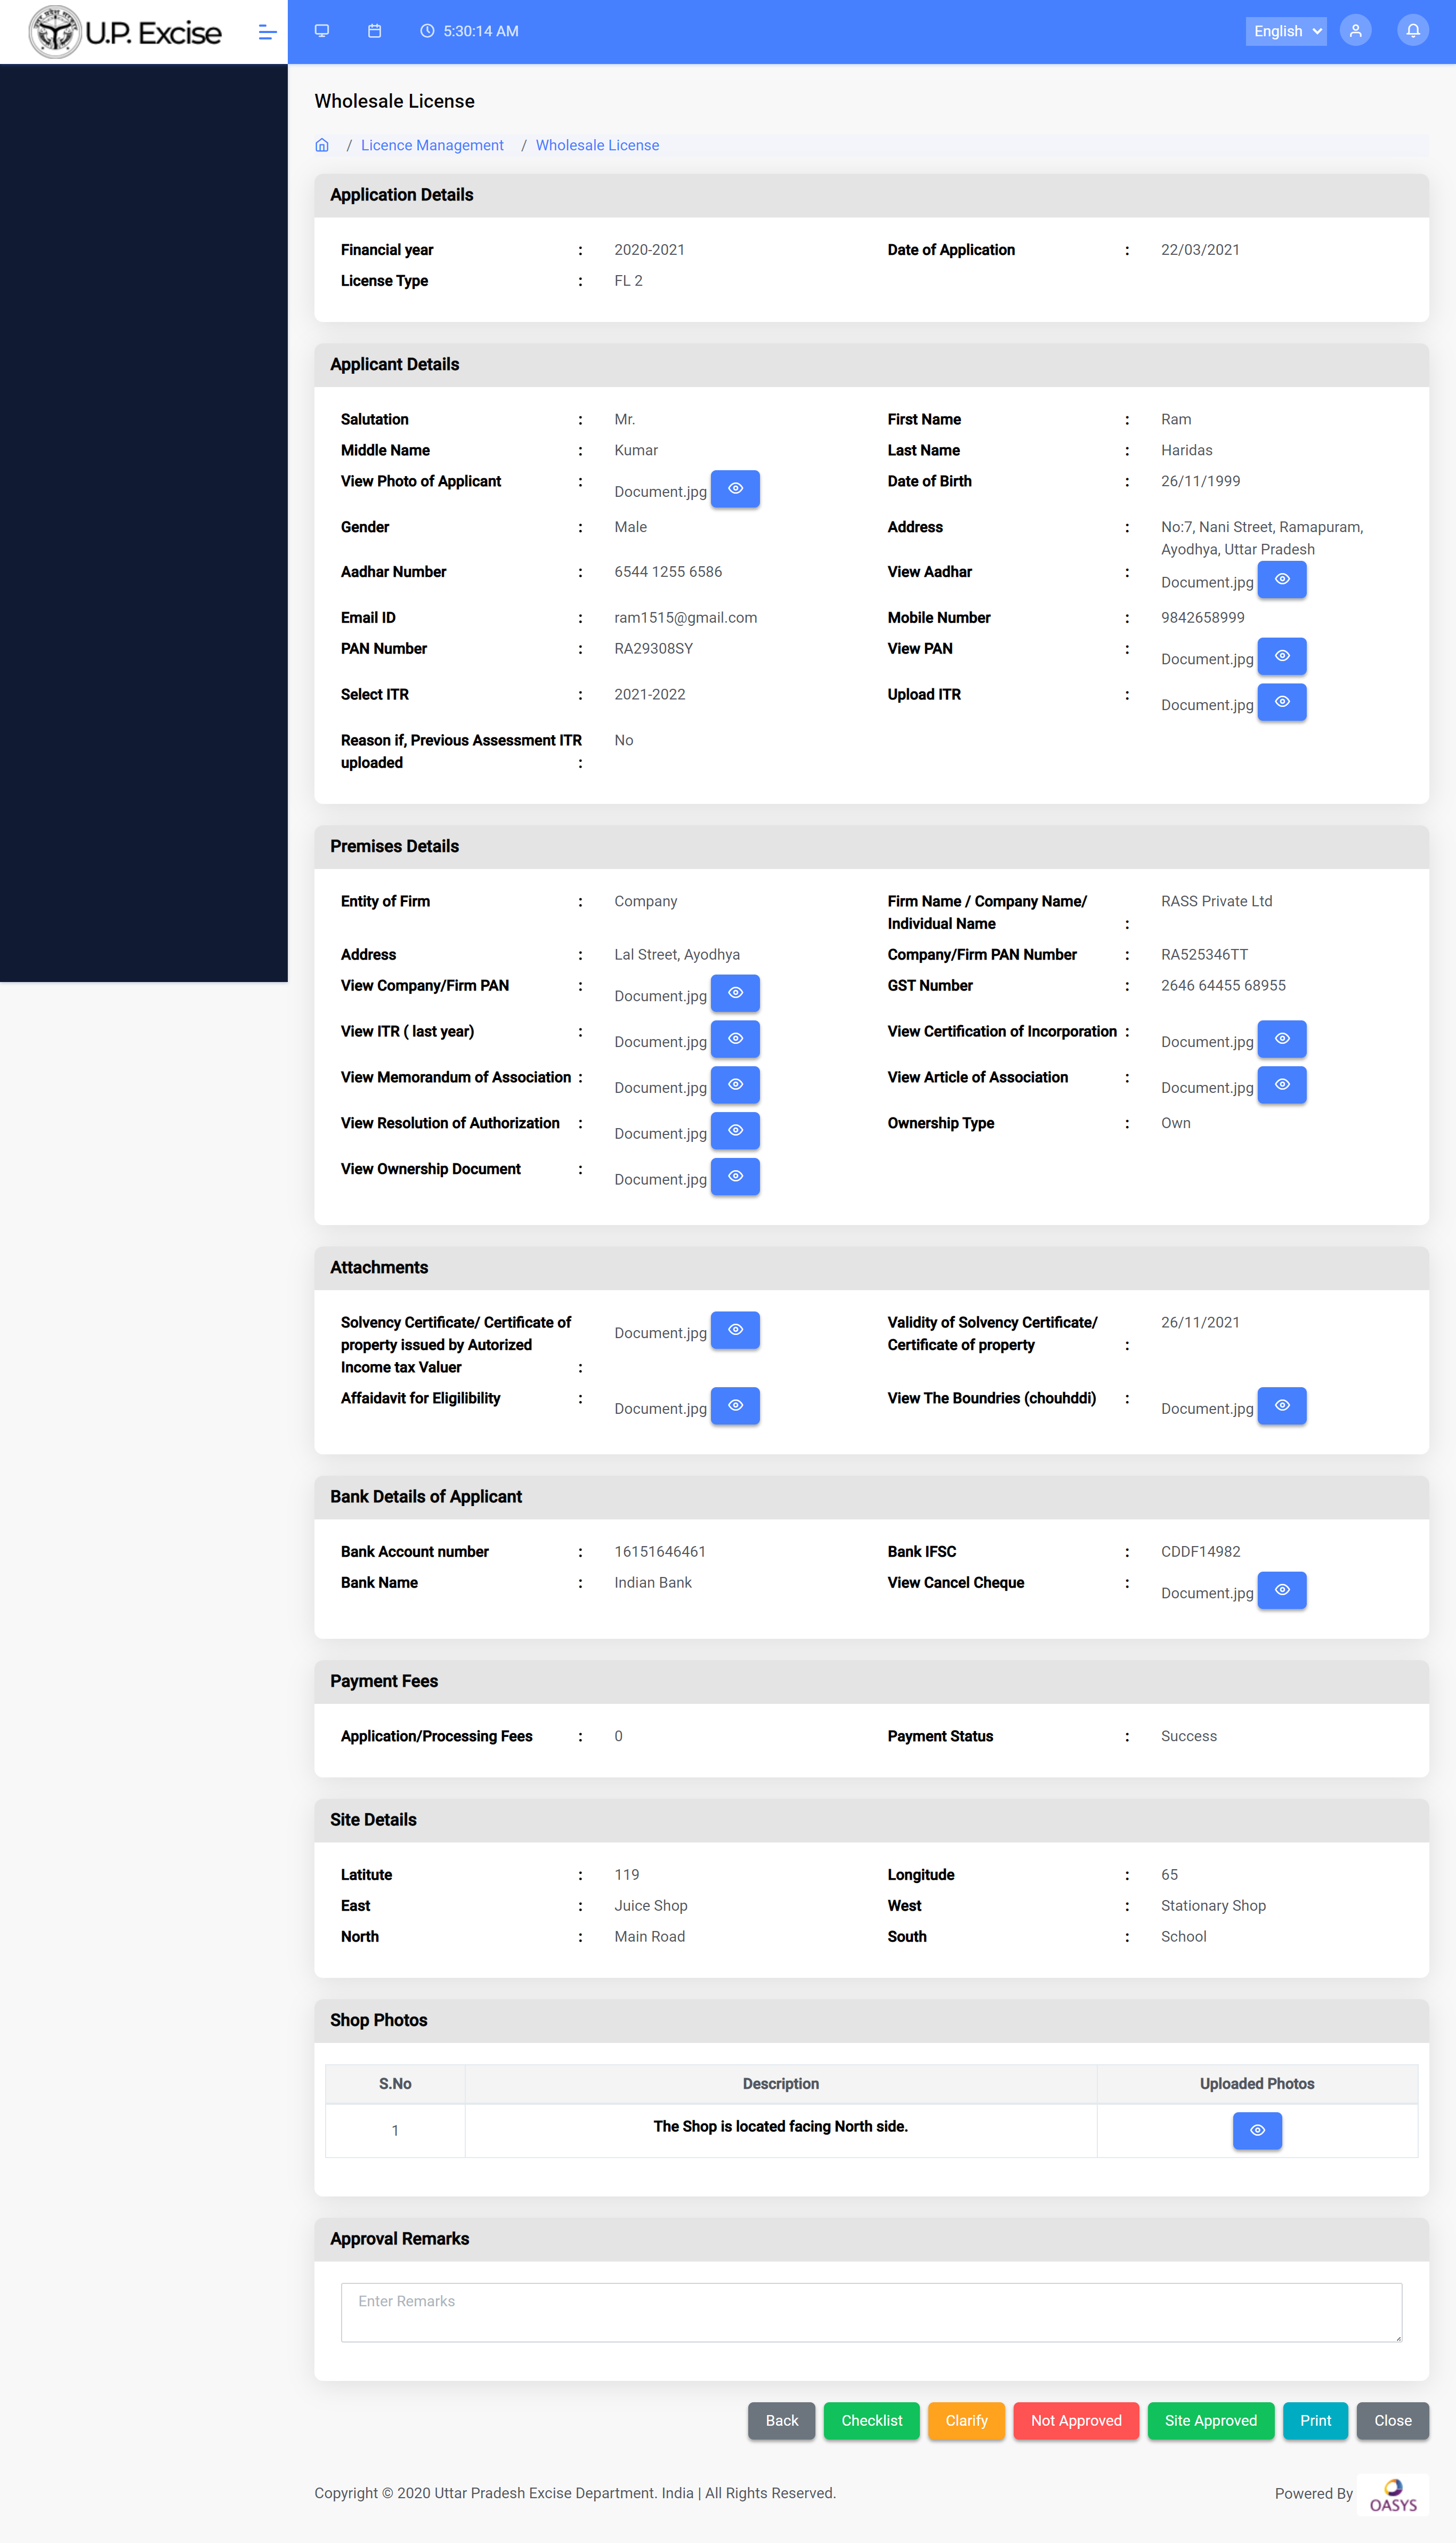 U.P. Excise
5:30:14 AM
English
Wholesale License
/ Licence Management / Wholesale License
Application Details
Financial year : 2020-2021 Date of Application : 22/03/2021
License Type : FL 2
Applicant Details
Salutation : Mr. First Name : Ram
Middle Name : Kumar Last Name : Haridas
View Photo of Applicant : Document.jpg Date of Birth : 26/11/1999
Gender : Male Address : No:7, Nani Street, Ramapuram,
Ayodhya, Uttar Pradesh
Aadhar Number : 6544 1255 6586 View Aadhar : Document.jpg
Email ID : ram1515@gmail.com Mobile Number : 9842658999
PAN Number : RA29308SY View PAN : Document.jpg
Select ITR : 2021-2022 Upload ITR : Document.jpg
Reason if, Previous Assessment ITR No
uploaded :
Premises Details
Entity of Firm : Company Firm Name / Company Name/ RASS Private Ltd
Individual Name :
Address : Lal Street, Ayodhya Company/Firm PAN Number : RA525346TT
View Company/Firm PAN : Document.jpg GST Number : 2646 64455 68955
View ITR ( last year) : Document.jpg View Certification of Incorporation : Document.jpg
View Memorandum of Association : Document.jpg View Article of Association : Document.jpg
View Resolution of Authorization : Document.jpg Ownership Type : Own
View Ownership Document : Document.jpg
Attachments
Solvency Certificate/ Certificate of Document.jpg Validity of Solvency Certificate/ 26/11/2021
property issued by Autorized Certificate of property :
Income tax Valuer :
Affaidavit for Eligilibility : Document.jpg View The Boundries (chouhddi) : Document.jpg
Bank Details of Applicant
Bank Account number : 16151646461 Bank IFSC : CDDF14982
Bank Name : Indian Bank View Cancel Cheque : Document.jpg
Payment Fees
Application/Processing Fees : 0 Payment Status : Success
Site Details
Latitute : 119 Longitude : 65
East : Juice Shop West : Stationary Shop
North : Main Road South : School
Shop Photos
S.No Description Uploaded Photos
1 The Shop is located facing North side.
Approval Remarks
Enter Remarks
Back Checklist Clarify Not Approved Site Approved Print Close
Copyright © 2020 Uttar Pradesh Excise Department. India | All Rights Reserved. Powered By OASYS